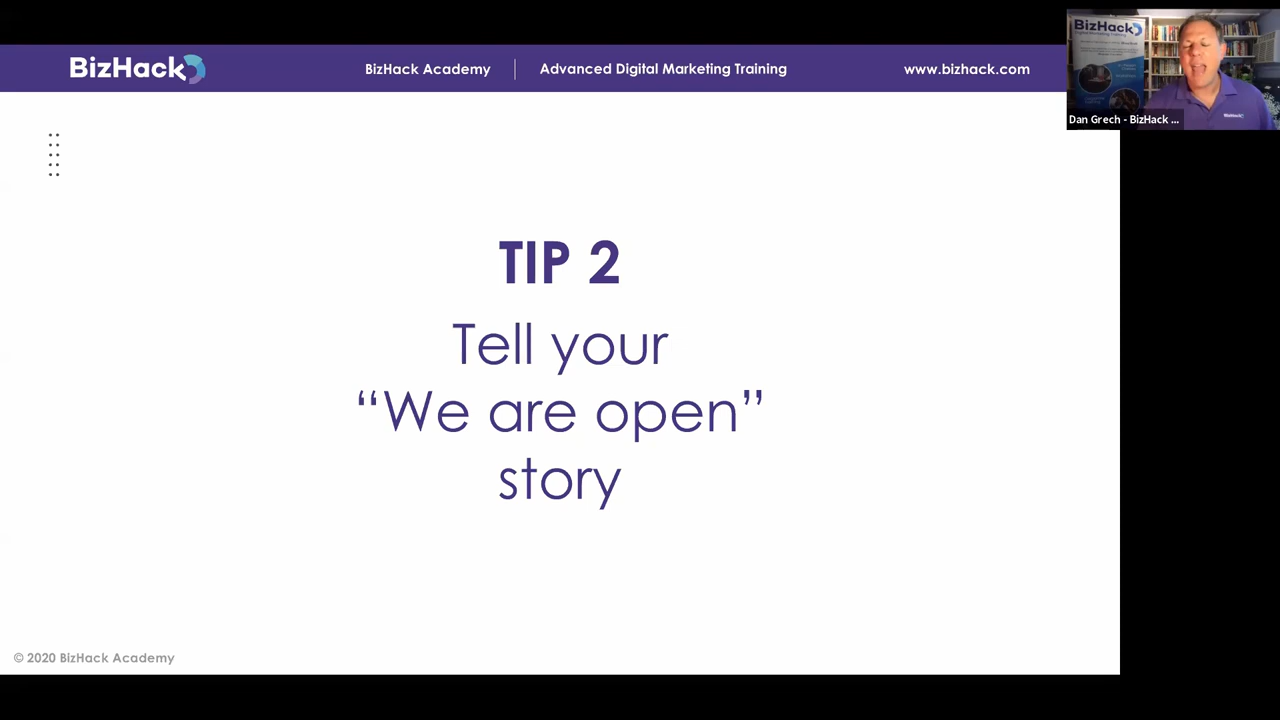 BizHack
BizHack Academy | Advanced Digital Marketing Training
www.bizhack.com
BizHack
Dan Grech - BizHack ...
TIP 2
Tell your
“We are open”
story
© 2020 BizHack Academy